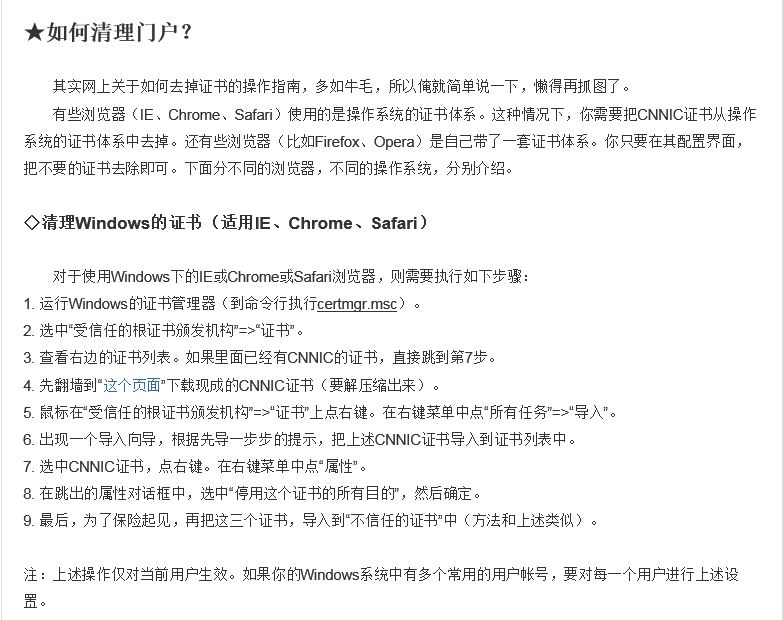 ★如何清理门户？
其实网上关于如何去掉证书的操作指南，多如牛毛，所以俺就简单说一下，懒得再抓图了。
有些浏览器（IE、Chrome、Safari）使用的是操作系统的证书体系。这种情况下，你需要把CNNIC证书从操
作系统的证书体系中去掉。还有些浏览器（比如Firefox、Opera）是自己带了一套证书体系。你只要在其配置界面，
把不要的证书去除即可。下面分不同的浏览器，不同的操作系统，分别介绍。
◇清理Windows的证书（适用IE、Chrome、Safari）
对于使用Windows下的IE或Chrome或Safari浏览器，则需要执行如下步骤：
1. 运行Windows的证书管理器（到命令行执行certmgr.msc）。
2. 选中“受信任的根证书颁发机构”=>“证书”。
3. 查看右边的证书列表。如果里面已经有CNNIC的证书，直接跳到第7步。
4. 先翻墙到“这个页面”下载现成的CNNIC证书（要解压缩出来）。
5. 鼠标在“受信任的根证书颁发机构”=>“证书”上点右键。在右键菜单中点“所有任务”=>“导入”。
6. 出现一个导入向导，根据先导一步步的提示，把上述CNNIC证书导入到证书列表中。
7. 选中CNNIC证书，点右键。在右键菜单中点“属性”。
8. 在跳出的属性对话框中，选中“停用这个证书的所有目的”，然后确定。
9. 最后，为了保险起见，再把这三个证书，导入到“不信任的证书”中（方法和上述类似）。
注：上述操作仅对当前用户生效。如果你的Windows系统中有多个常用的用户帐号，要对每一个用户进行上述设
置。